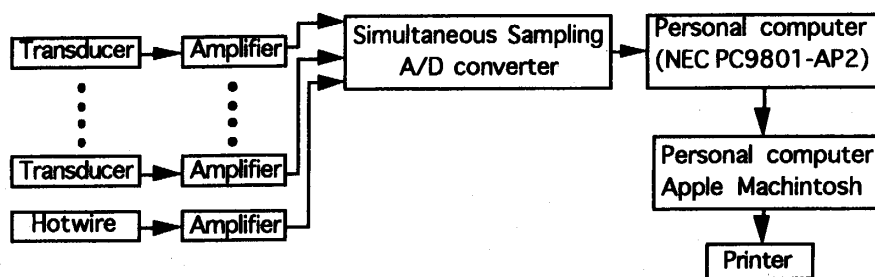 Transducer
Amplifier
Simultaneous Sampling
A/D converter
Personal computer
(NEC PC9801-AP2)
Transducer
Amplifier
Personal computer
Apple Machintosh
Hotwire
Amplifier
Printer